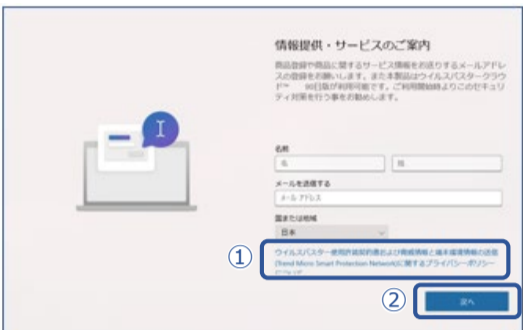 情報提供・サービスのご案内
商品登録や商品に関するサービス情報をお送りするメールアドレ
スの登録をお願いします。また本製品はウイルスバスタークラウ
ド™ 90日版が利用可能です。ご利用開始時よりこのセキュリ
ティ対策を行う事をお勧めします。
名前
名 姓
メールを送信する
メール アドレス
国または地域
日本
① ウイルスバスター使用許諾契約書および脅威情報と端末環境情報の送信
(Trend Micro Smart Protection Network)に関するプライバシーポリシー
② 次へ